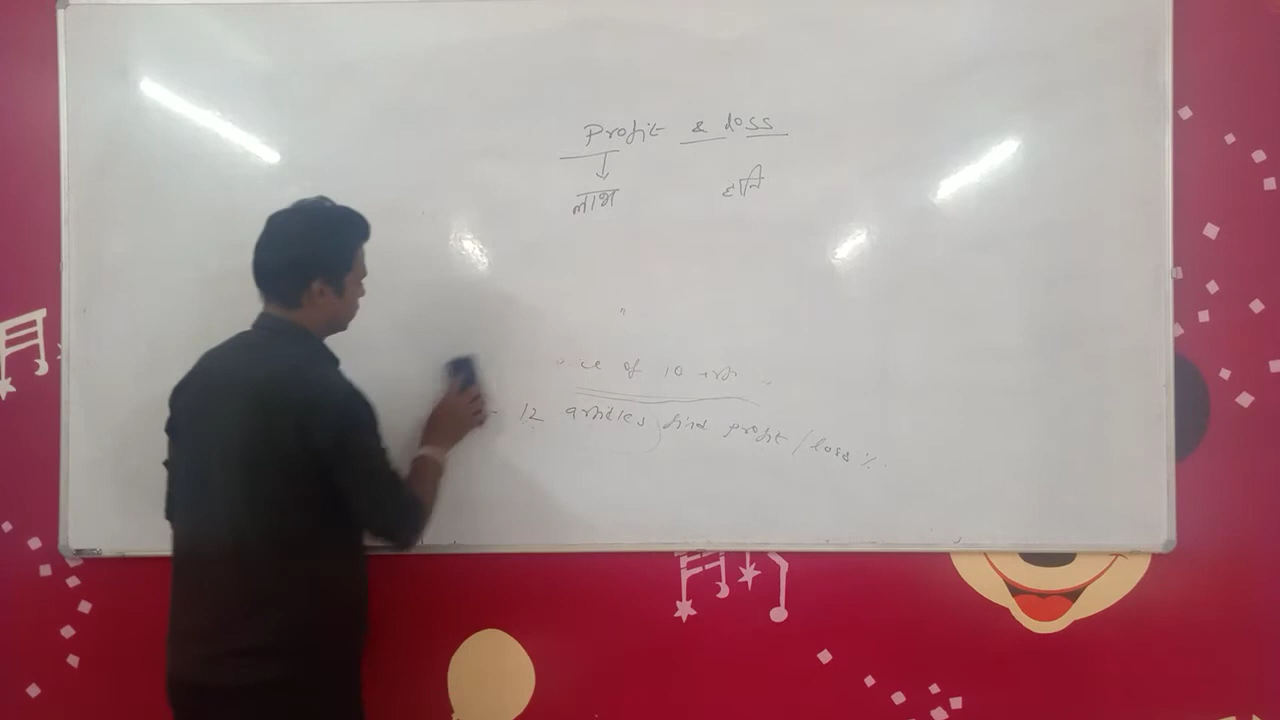 Profit & Loss
लाभ हानि
of 10
12 articles find profit / loss %